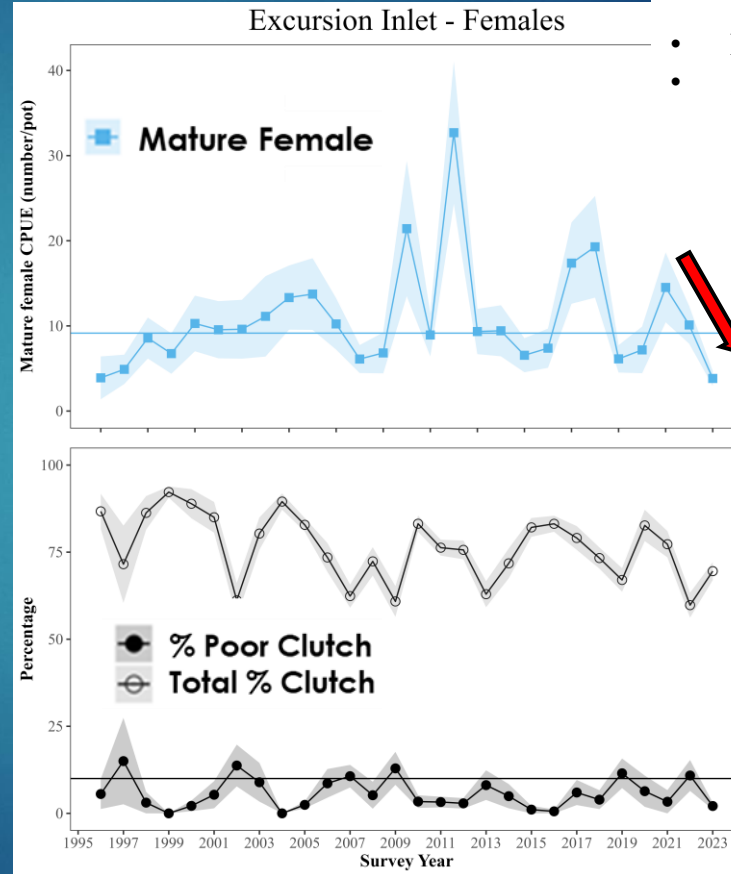 Excursion Inlet - Females
Mature female CPUE (number/pot)
40
30
20
10
0
Mature Female
Percentage
100
75
50
25
0
% Poor Clutch
Total % Clutch
1995 1997 1999 2001 2003 2005 2007 2009 2011 2013 2015 2017 2019 2021 2023
Survey Year